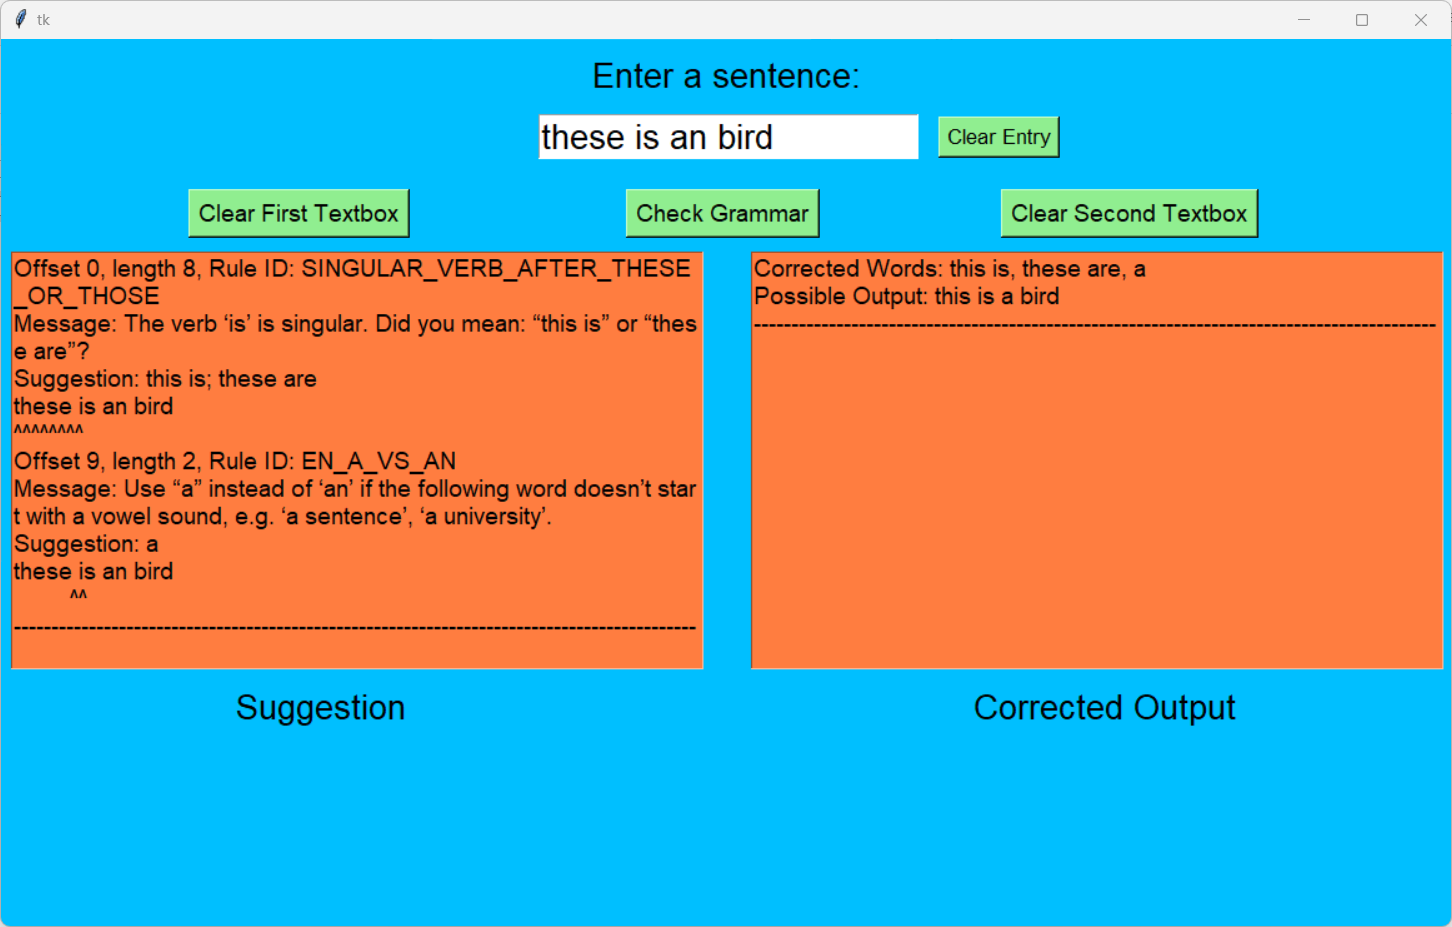 tk
Enter a sentence:
these is an bird
Clear Entry
Clear First Textbox
Check Grammar
Clear Second Textbox
Offset 0, length 8, Rule ID: SINGULAR_VERB_AFTER_THESE
_OR_THOSE
Message: The verb ‘is’ is singular. Did you mean: “this is” or “thes
e are”?
Suggestion: this is; these are
these is an bird
^^^^^^^^
Offset 9, length 2, Rule ID: EN_A_VS_AN
Message: Use “a” instead of ‘an’ if the following word doesn’t star
t with a vowel sound, e.g. ‘a sentence’, ‘a university’.
Suggestion: a
these is an bird
         ^^
-------------------------------------------------------------------------------------------
Corrected Words: this is, these are, a
Possible Output: this is a bird
-------------------------------------------------------------------------------------------
Suggestion
Corrected Output